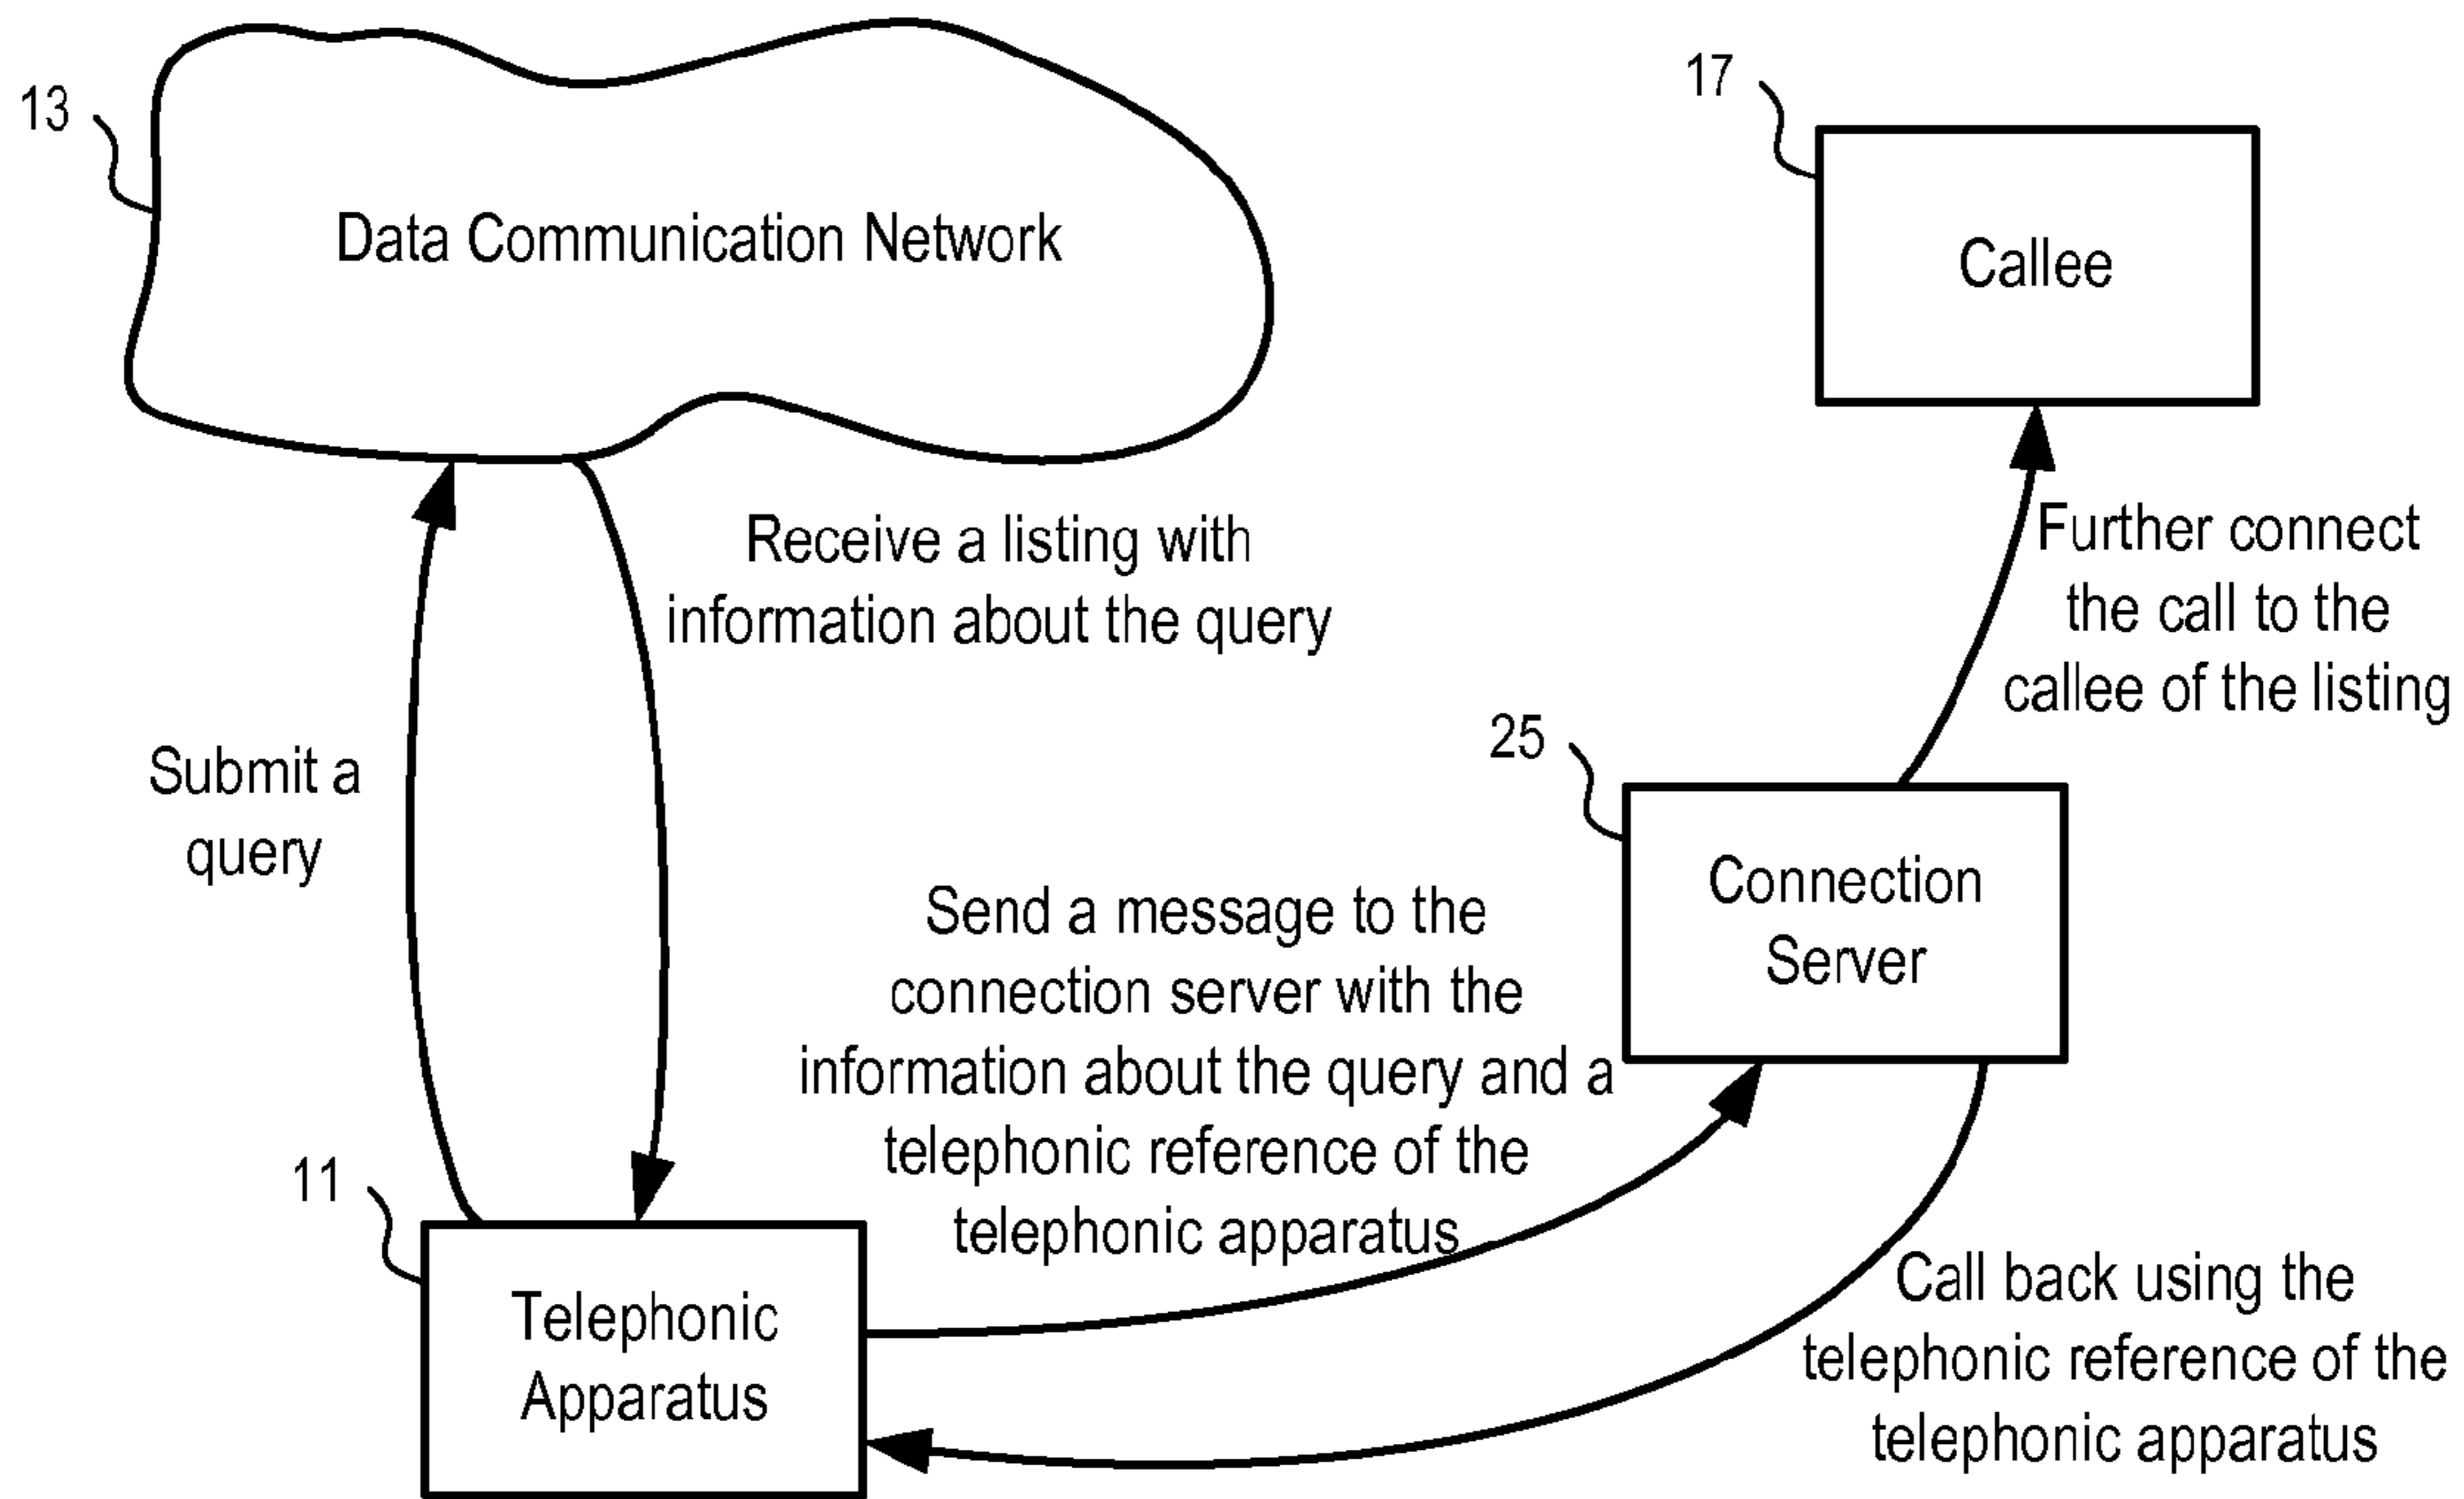 13
Data Communication Network
17
Callee
Receive a listing with
information about the query
Further connect
the call to the
callee of the listing
Submit a
query
25
Connection
Server
Send a message to the
connection server with the
information about the query and a
telephonic reference of the
telephonic apparatus
11
Telephonic
Apparatus
Call back using the
telephonic reference of the
telephonic apparatus